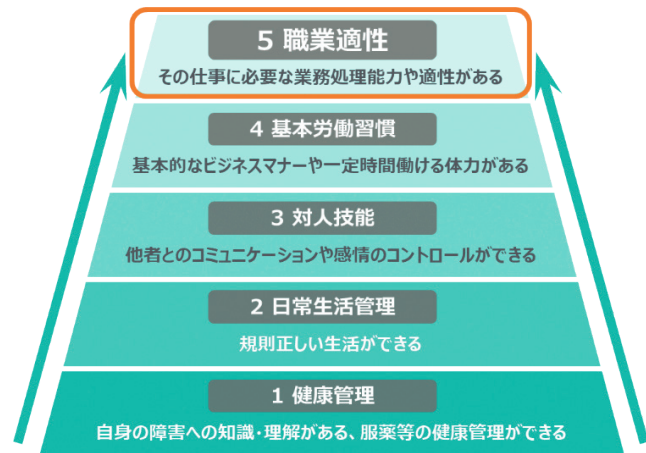 5 職業適性
その仕事に必要な業務処理能力や適性がある
4 基本労働習慣
基本的なビジネスマナーや一定時間働ける体力がある
3 対人技能
他者とのコミュニケーションや感情のコントロールができる
2 日常生活管理
規則正しい生活ができる
1 健康管理
自身の障害への知識・理解がある、服薬等の健康管理ができる